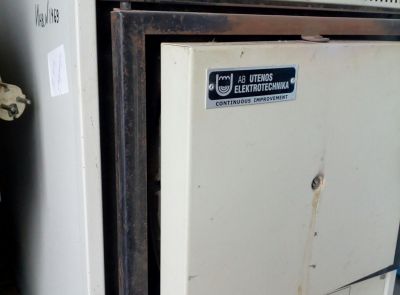 AB UTENOS
ELEKTROTECHNIKA
CONTINUOUS IMPROVEMENT